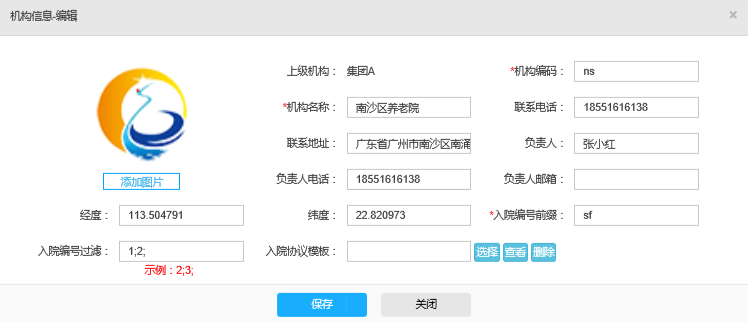 机构信息-编辑 ×
上级机构： 集团A *机构编码： ns
*机构名称： 南沙区养老院 联系电话： 18551616138
联系地址： 广东省广州市南沙区南涌 负责人： 张小红
添加图片 负责人电话： 18551616138 负责人邮箱：
经度： 113.504791 纬度： 22.820973 *入院编号前缀： sf
入院编号过滤： 1;2; 入院协议模板： 选择 查看 删除
示例：2;3;
保存 关闭